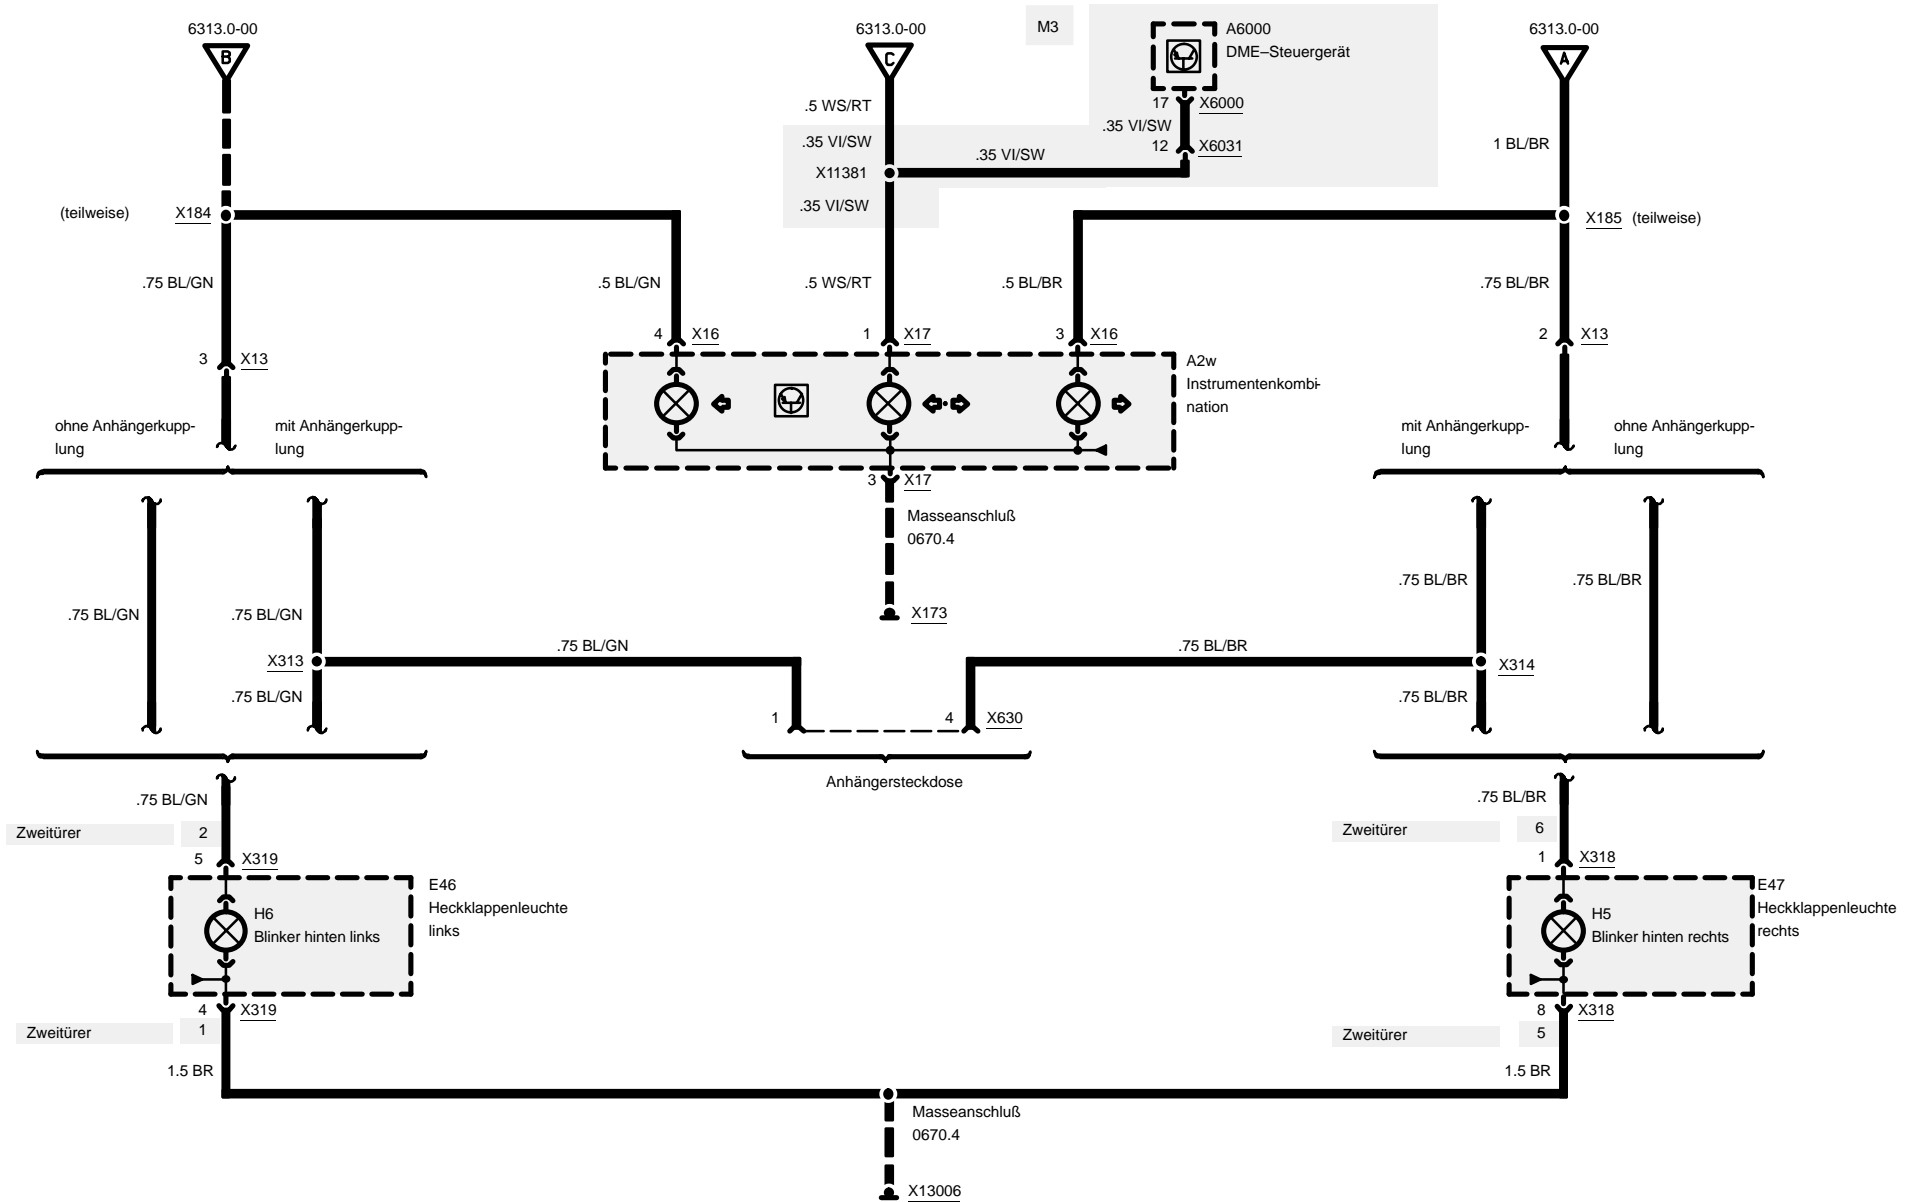 6313.0-00
6313.0-00
6313.0-00
B
C
A
M3
A6000
DME–Steuergerät
17 X6000
.35 VI/SW
12 X6031
.5 WS/RT
.35 VI/SW
X11381
.35 VI/SW
.35 VI/SW
1 BL/BR
(teilweise) X184
X185 (teilweise)
.75 BL/GN
.5 BL/GN
.5 WS/RT
.5 BL/BR
.75 BL/BR
4 X16
1 X17
3 X16
2 X13
3 X13
A2w
Instrumentenkombi-
nation
ohne Anhängerkupp-
lung
mit Anhängerkupp-
lung
mit Anhängerkupp-
lung
ohne Anhängerkupp-
lung
3 X17
Masseanschluß
0670.4
X173
.75 BL/GN
.75 BL/GN
.75 BL/BR
.75 BL/BR
X313
.75 BL/GN
.75 BL/BR
X314
.75 BL/GN
.75 BL/BR
1
4 X630
Anhängersteckdose
.75 BL/GN
.75 BL/BR
Zweitürer 2
Zweitürer 6
5 X319
1 X318
E46
Heckklappenleuchte
links
H6
Blinker hinten links
E47
Heckklappenleuchte
rechts
H5
Blinker hinten rechts
4 X319
8 X318
Zweitürer 1
Zweitürer 5
1.5 BR
1.5 BR
Masseanschluß
0670.4
X13006